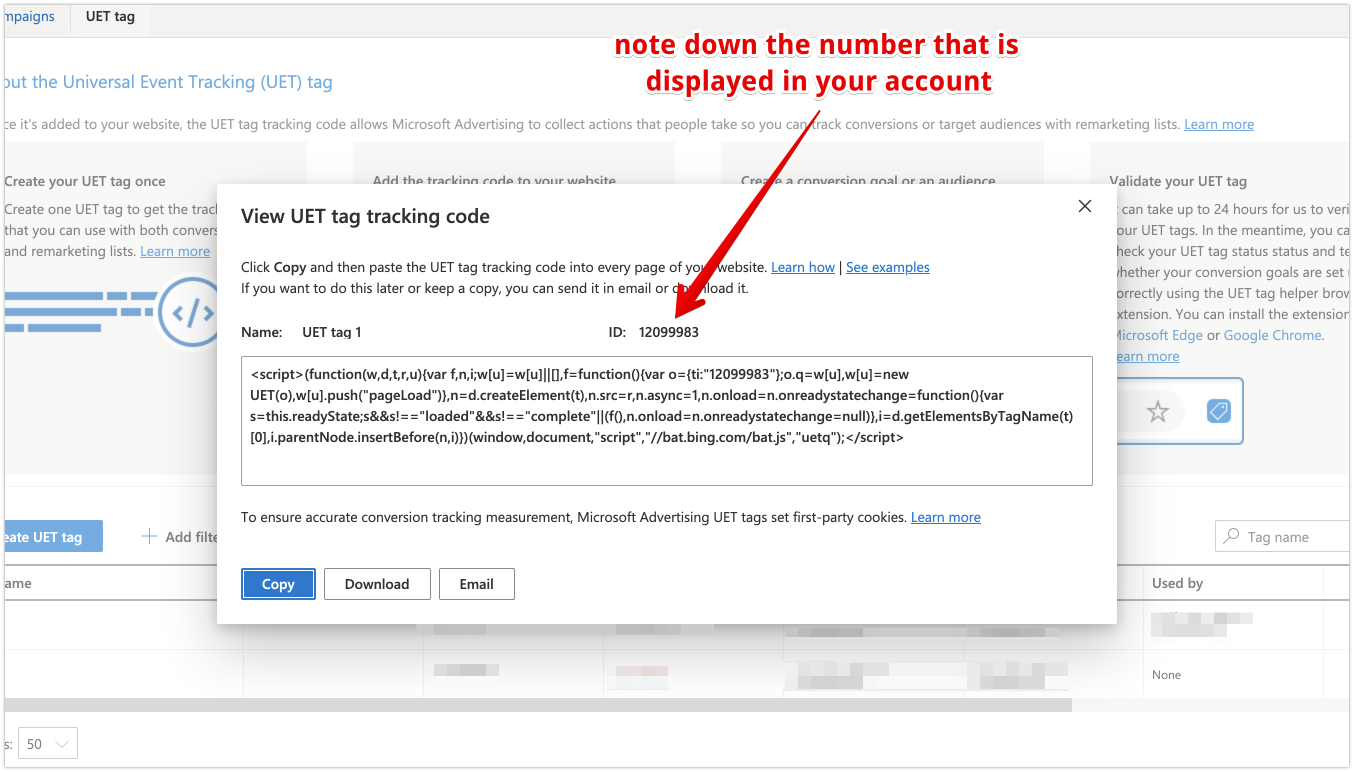 mpaigns
UET tag
note down the number that is
displayed in your account
out the Universal Event Tracking (UET) tag
ce it's added to your website, the UET tag tracking code allows Microsoft Advertising to collect actions that people take so you can track conversions or target audiences with remarketing lists. Learn more
Create your UET tag once
Create one UET tag to get the track
that you can use with both convers
and remarketing lists. Learn more
Add the tracking code to your website
Create a conversion goal or an audience
Validate your UET tag
t can take up to 24 hours for us to veri
our UET tags. In the meantime, you ca
heck your UET tag status status and te
whether your conversion goals are set u
orrectly using the UET tag helper brow
xtension. You can install the extension
Microsoft Edge or Google Chrome.
earn more
View UET tag tracking code
Click Copy and then paste the UET tag tracking code into every page of your website. Learn how | See examples
If you want to do this later or keep a copy, you can send it in email or download it.
Name: UET tag 1 ID: 12099983
<script>(function(w,d,t,r,u){var f,n,i;w[u]=w[u]||[],f=function(){var o={ti:"12099983"};o.q=w[u],w[u]=new
UET(o),w[u].push("pageLoad")},n=d.createElement(t),n.src=r,n.async=1,n.onload=n.onreadystatechange=function(){var
s=this.readyState;s&&s!=="loaded"&&s!=="complete"||(f(),n.onload=n.onreadystatechange=null)},i=d.getElementsByTagName(t)
[0],i.parentNode.insertBefore(n,i)})(window,document,"script","//bat.bing.com/bat.js","uetq");</script>
To ensure accurate conversion tracking measurement, Microsoft Advertising UET tags set first-party cookies. Learn more
Copy
Download
Email
eate UET tag
Add filte
Tag name
ame
Used by
None
s: 50